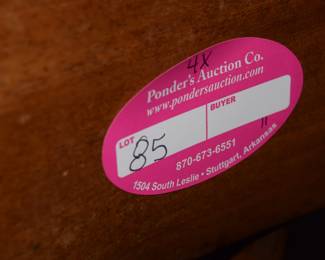 4X
Ponder's Auction Co.
www.pondersauction.com
LOT BUYER
85
870-673-6551
1504 South Leslie • Stuttgart, Arkansas